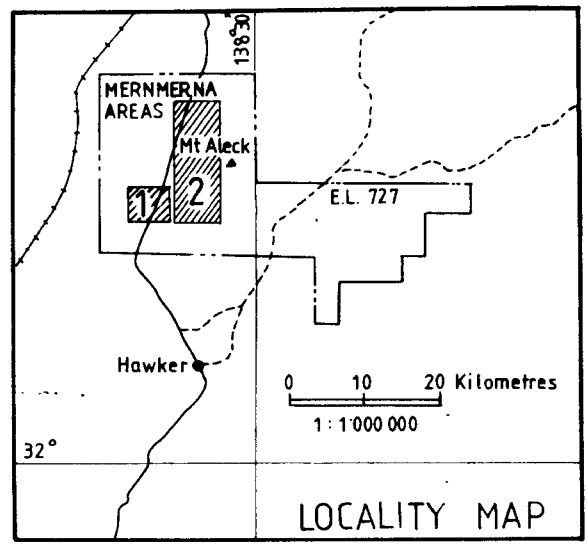 138°30'
MERNMERNA
AREAS
Mt Aleck
1
2
E.L. 727
Hawker
0 10 20 Kilometres
1:1 000 000
32°
LOCALITY MAP